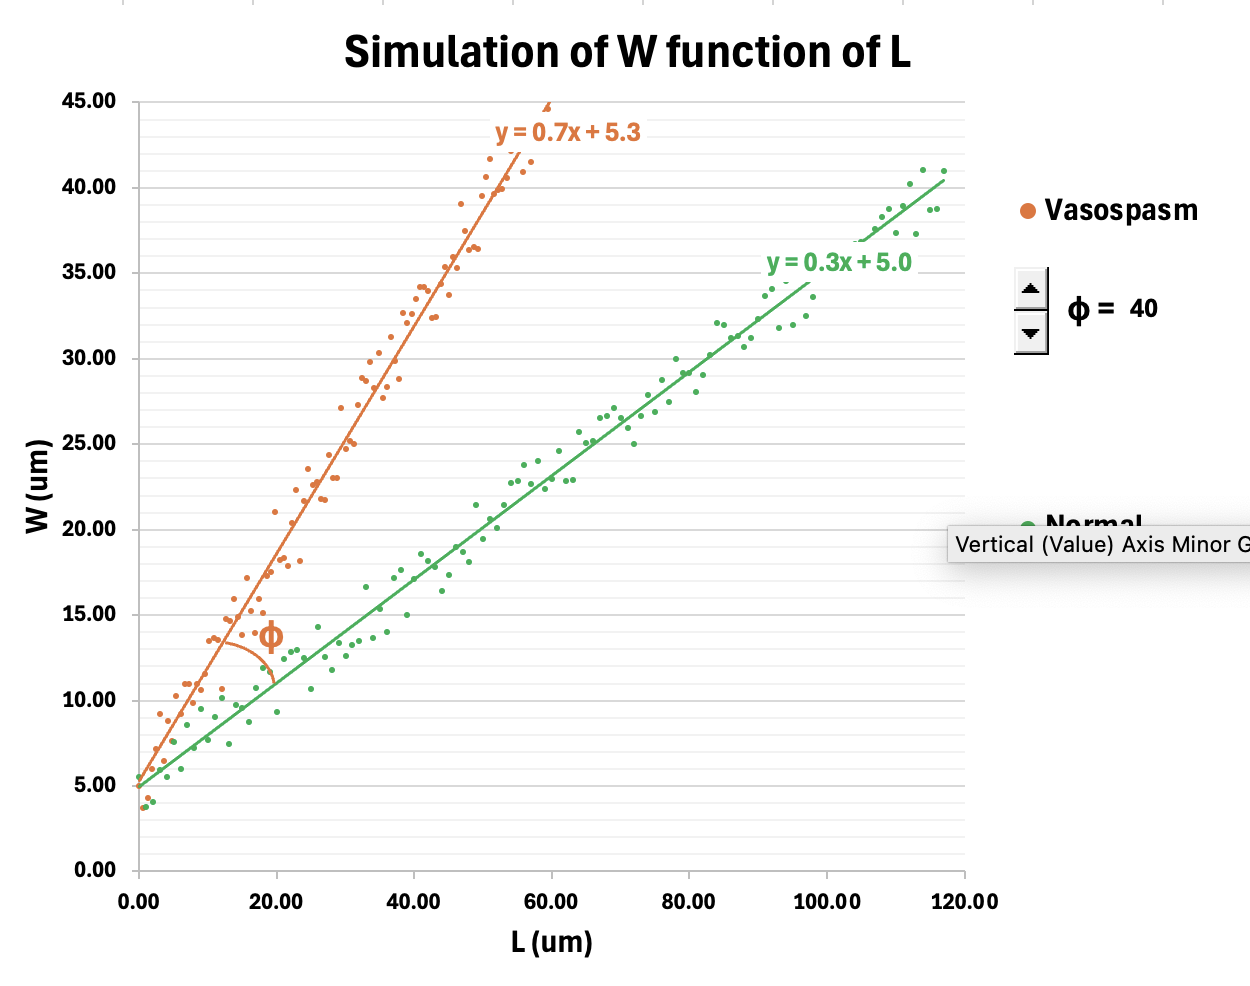 Simulation of W function of L
45.00
40.00
35.00
30.00
25.00
20.00
15.00
10.00
5.00
0.00
W (um)
y = 0.7x + 5.3
y = 0.3x + 5.0
ϕ
0.00 20.00 40.00 60.00 80.00 100.00 120.00
L (um)
Vasospasm
ϕ = 40
Normal
Vertical (Value) Axis Minor G